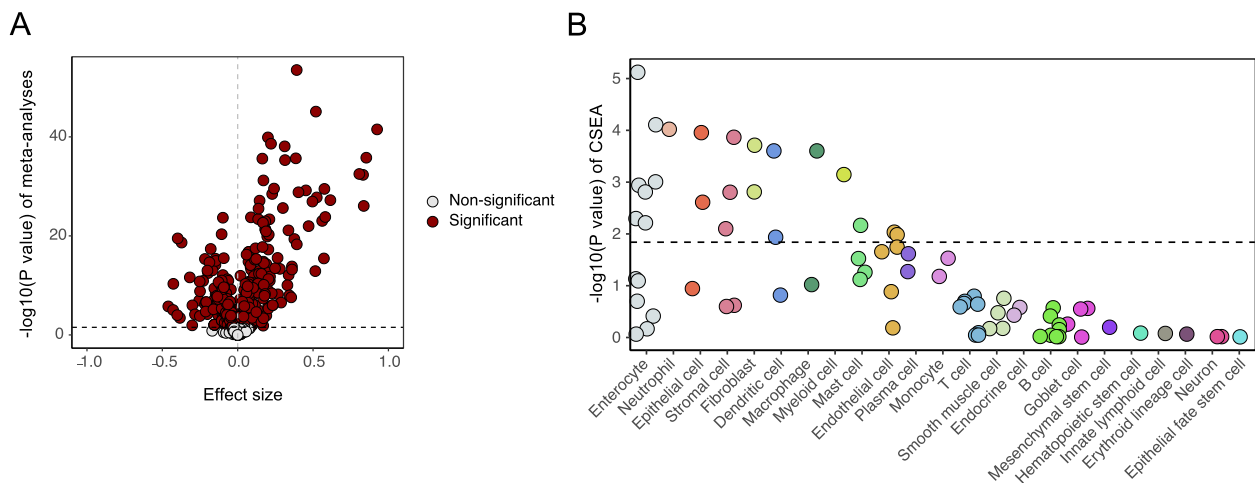 A
-log10(P value) of meta-analyses
40
20
0
-1.0
-0.5
0.0
0.5
1.0
Effect size
Non-significant
Significant
B
-log10(P value) of CSEA
5
4
3
2
1
0
Enterocyte
Neutrophil
Epithelial cell
Stromal cell
Fibroblast
Dendritic cell
Macrophage
Myeloid cell
Mast cell
Endothelial cell
Plasma cell
Monocyte
T cell
Smooth muscle cell
Endocrine cell
B cell
Goblet cell
Mesenchymal stem cell
Hematopoietic stem cell
Innate lymphoid cell
Erythroid lineage cell
Neuron
Epithelial fate stem cell